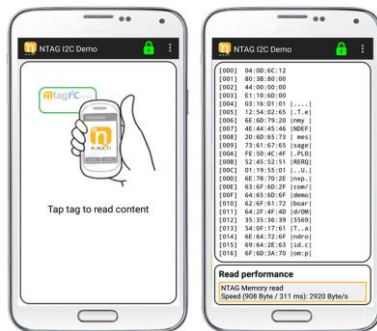 NTAG I2C Demo
Tap tag to read content
NTAG I2C Demo
[000] 04:0D:6C:12
[001] 80:3B:80:00
[002] 44:00:00:00
[003] E1:10:6D:00
[004] 03:16:D1:01 |....|
[005] 12:54:02:65 |.T.e|
[006] 6E:6D:79:20 |nmy |
[007] 4E:44:45:46 |NDEF|
[008] 20:6D:65:73 | mes|
[009] 73:61:67:65 |sage|
[00A] FE:50:4C:4F |.PLO|
[00B] 52:45:52:51 |RERQ|
[00C] 01:19:55:01 |..U.|
[00D] 6E:78:70:2E |nxp.|
[00E] 63:6F:6D:2F |com/|
[00F] 64:65:6D:6F |demo|
[010] 62:6F:61:72 |boar|
[011] 64:2F:4F:4D |d/OM|
[012] 35:35:36:39 |5569|
[013] 54:0F:17:61 |T..a|
[014] 6E:64:72:6F |ndro|
[015] 69:64:2E:63 |id.c|
[016] 6F:6D:3A:70 |om:p|
Read performance
NTAG Memory read
Speed (908 Byte / 311 ms): 2920 Byte/s